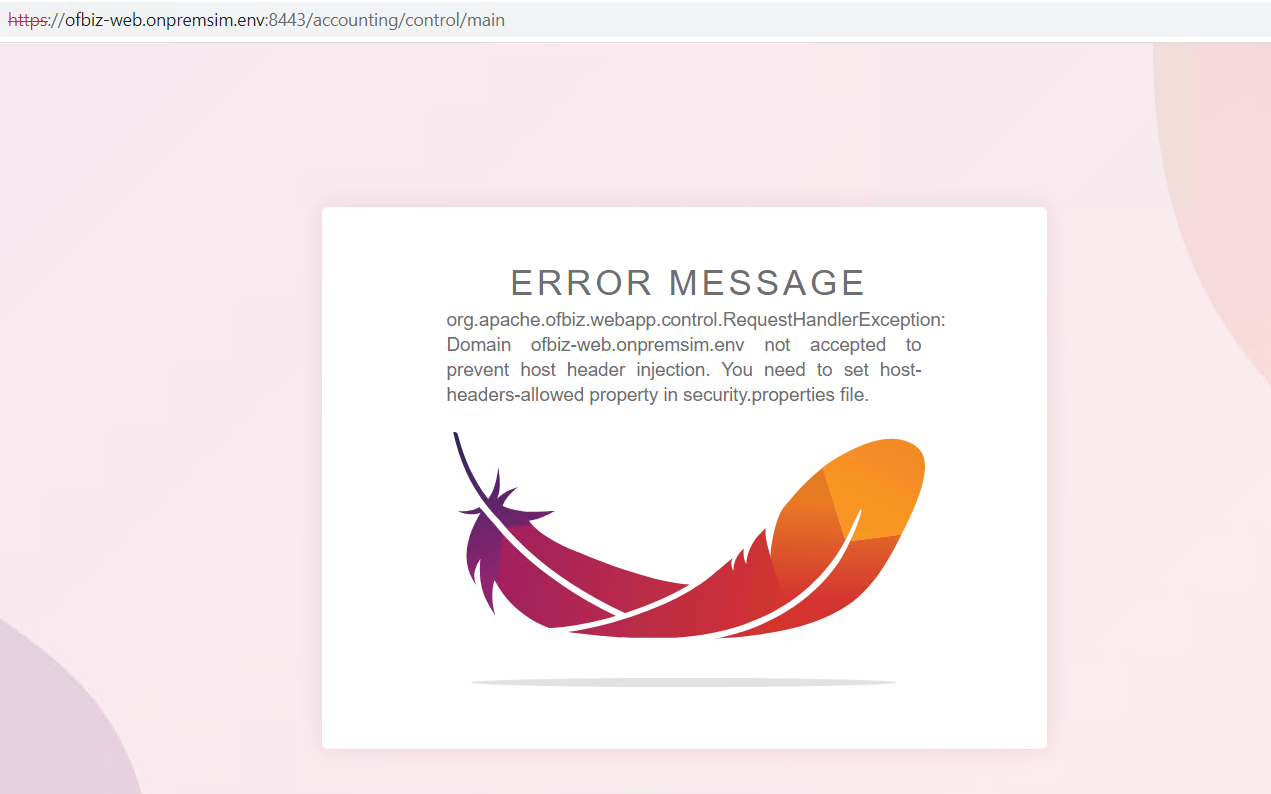 https://ofbiz-web.onpremsim.env:8443/accounting/control/main
ERROR MESSAGE
org.apache.ofbiz.webapp.control.RequestHandlerException:
Domain ofbiz-web.onpremsim.env not accepted to
prevent host header injection. You need to set host-
headers-allowed property in security.properties file.